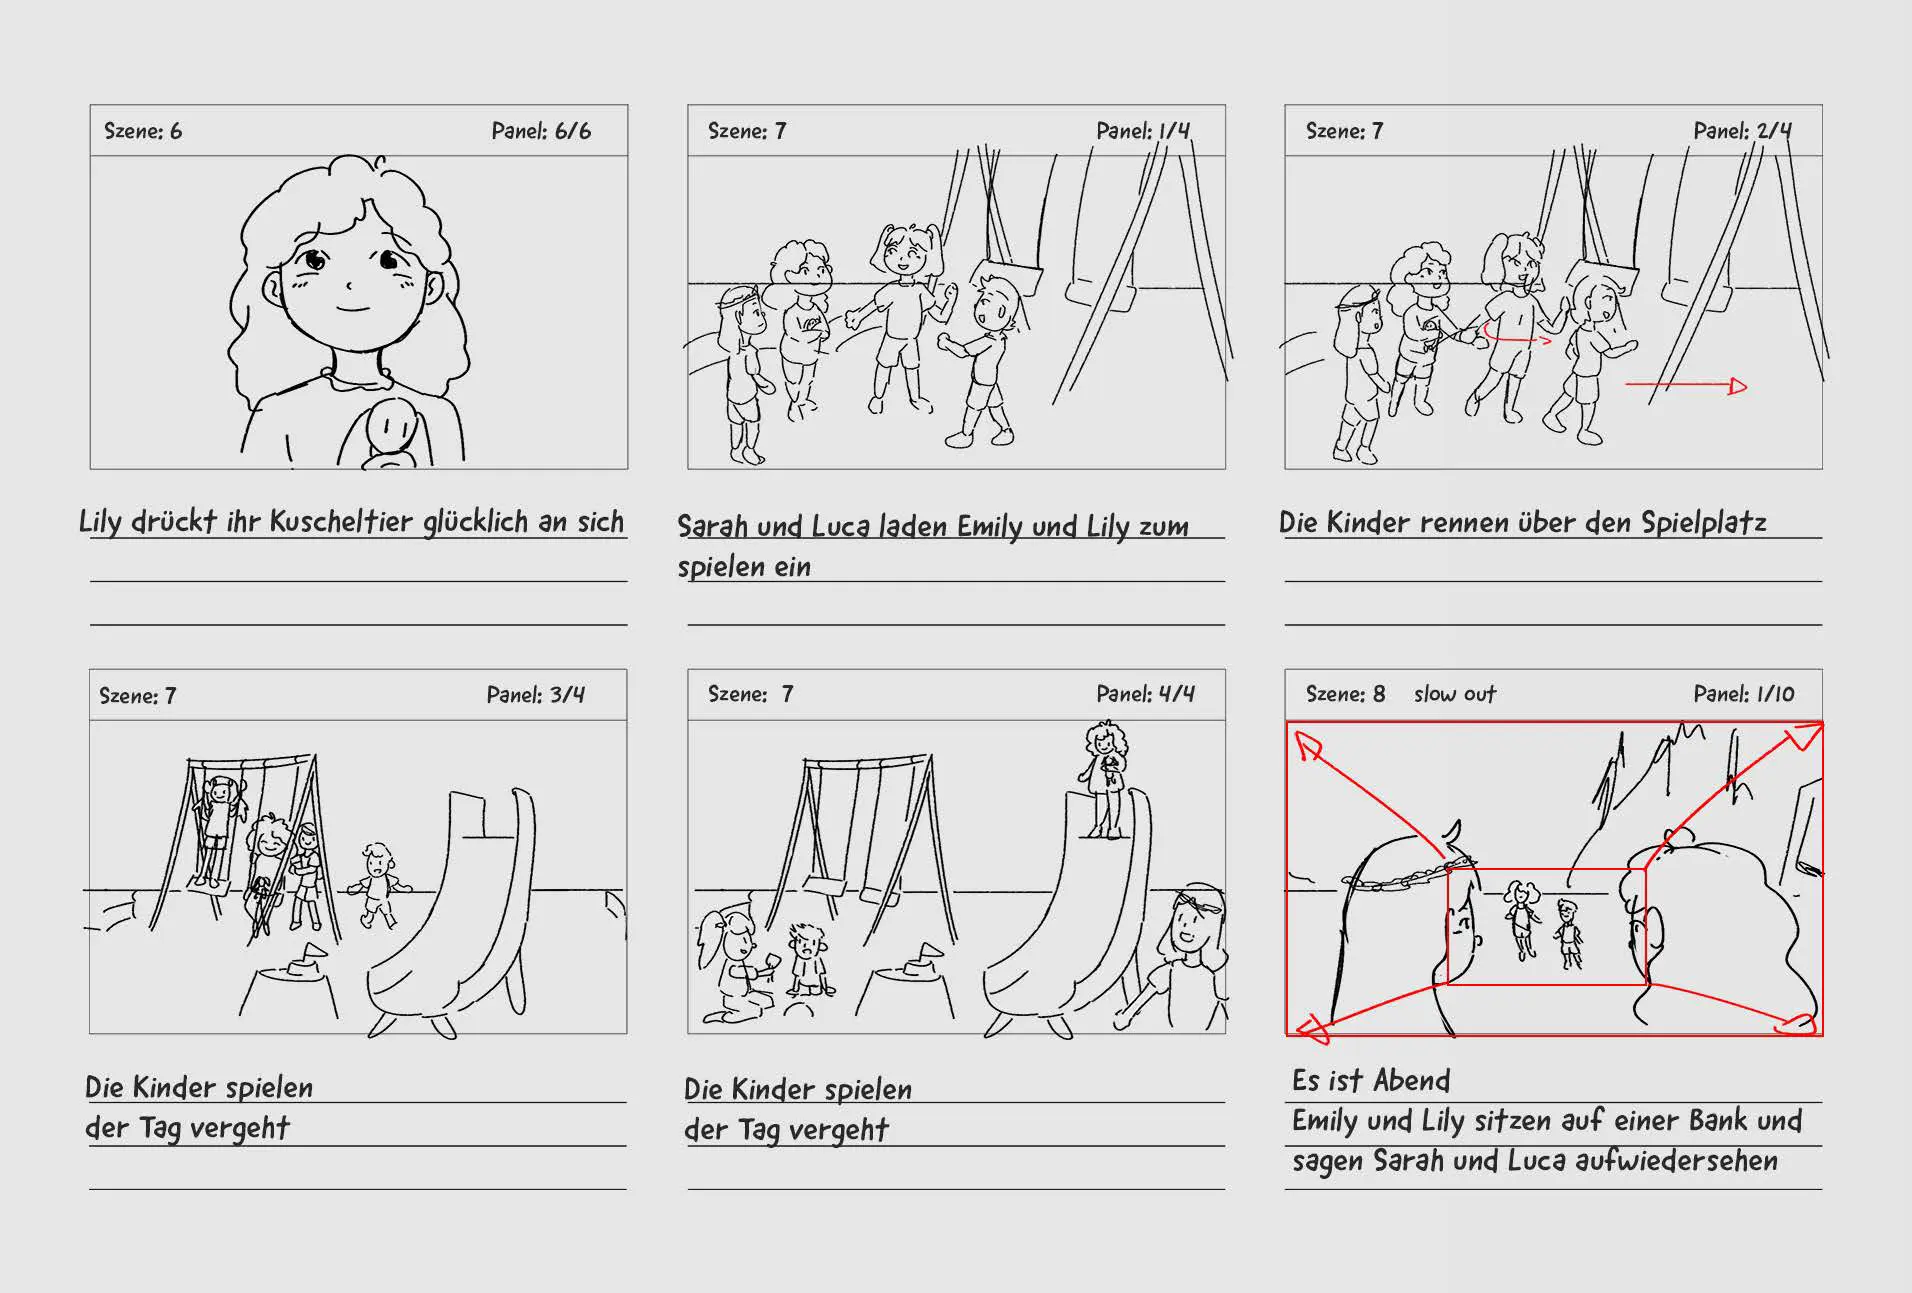 Szene: 6 Panel: 6/6
Lily drückt ihr Kuscheltier glücklich an sich
Szene: 7 Panel: 1/4
Sarah und Luca laden Emily und Lily zum
spielen ein
Szene: 7 Panel: 2/4
Die Kinder rennen über den Spielplatz
Szene: 7 Panel: 3/4
Die Kinder spielen
der Tag vergeht
Szene: 7 Panel: 4/4
Die Kinder spielen
der Tag vergeht
Szene: 8 slow out Panel: 1/10
Es ist Abend
Emily und Lily sitzen auf einer Bank und
sagen Sarah und Luca aufwiedersehen